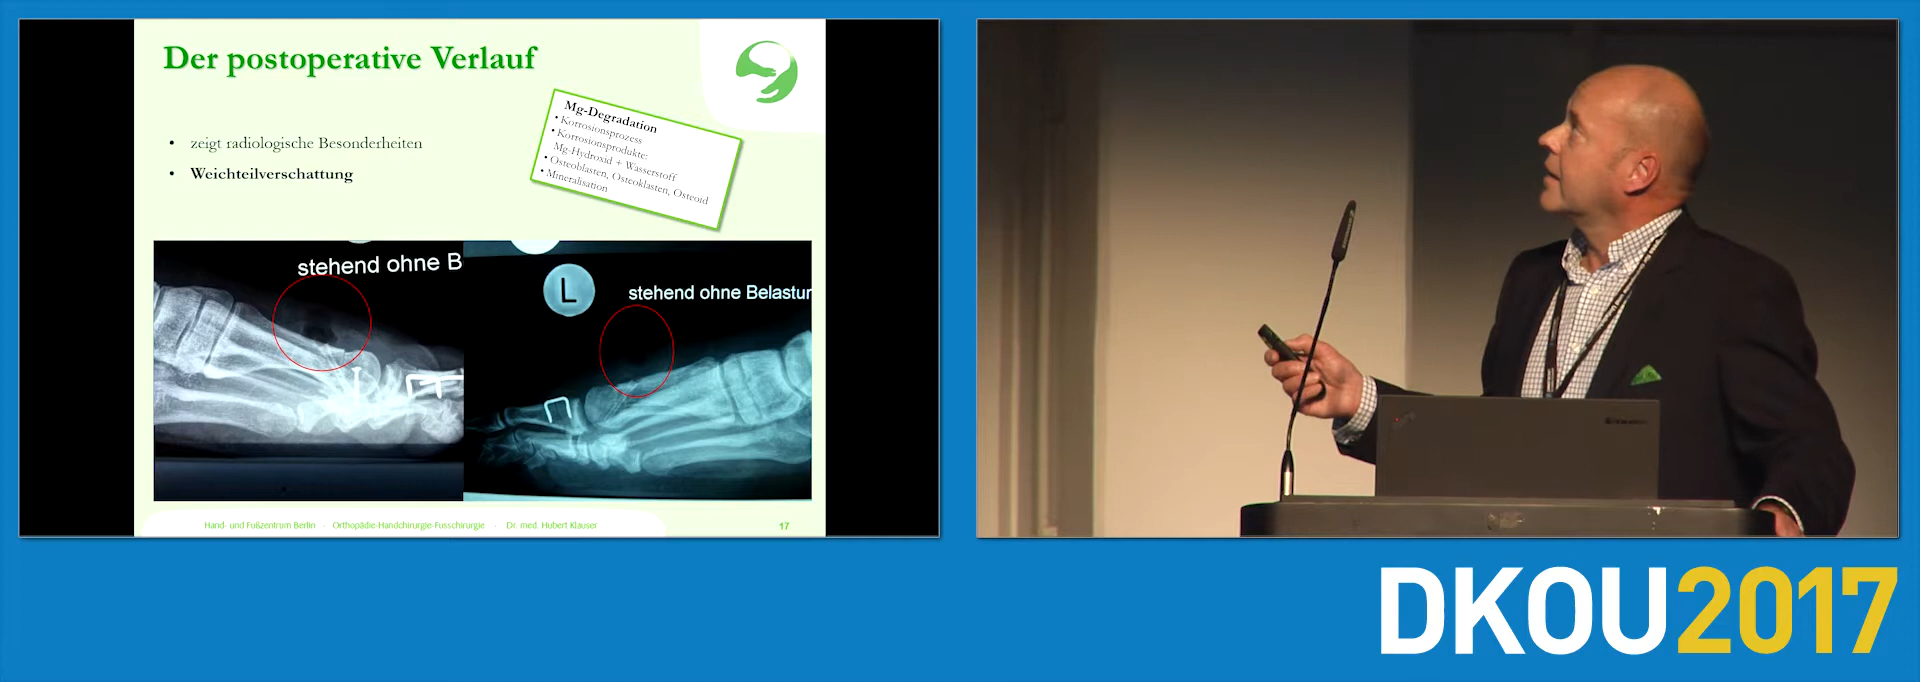 Der postoperative Verlauf
• zeigt radiologische Besonderheiten
• Weichteilverschattung
Mg-Degradation
• Korrosionsprozess
• Korrosionsprodukte:
Mg-Hydroxid + Wasserstoff
• Osteoblasten, Osteoklasten, Osteoid
• Mineralisation
stehend ohne B
L
stehend ohne Belastur
Hand- und Fußzentrum Berlin - Orthopädie-Handchirurgie-Fusschirurgie - Dr. med. Hubert Klauser
17
DKOU2017